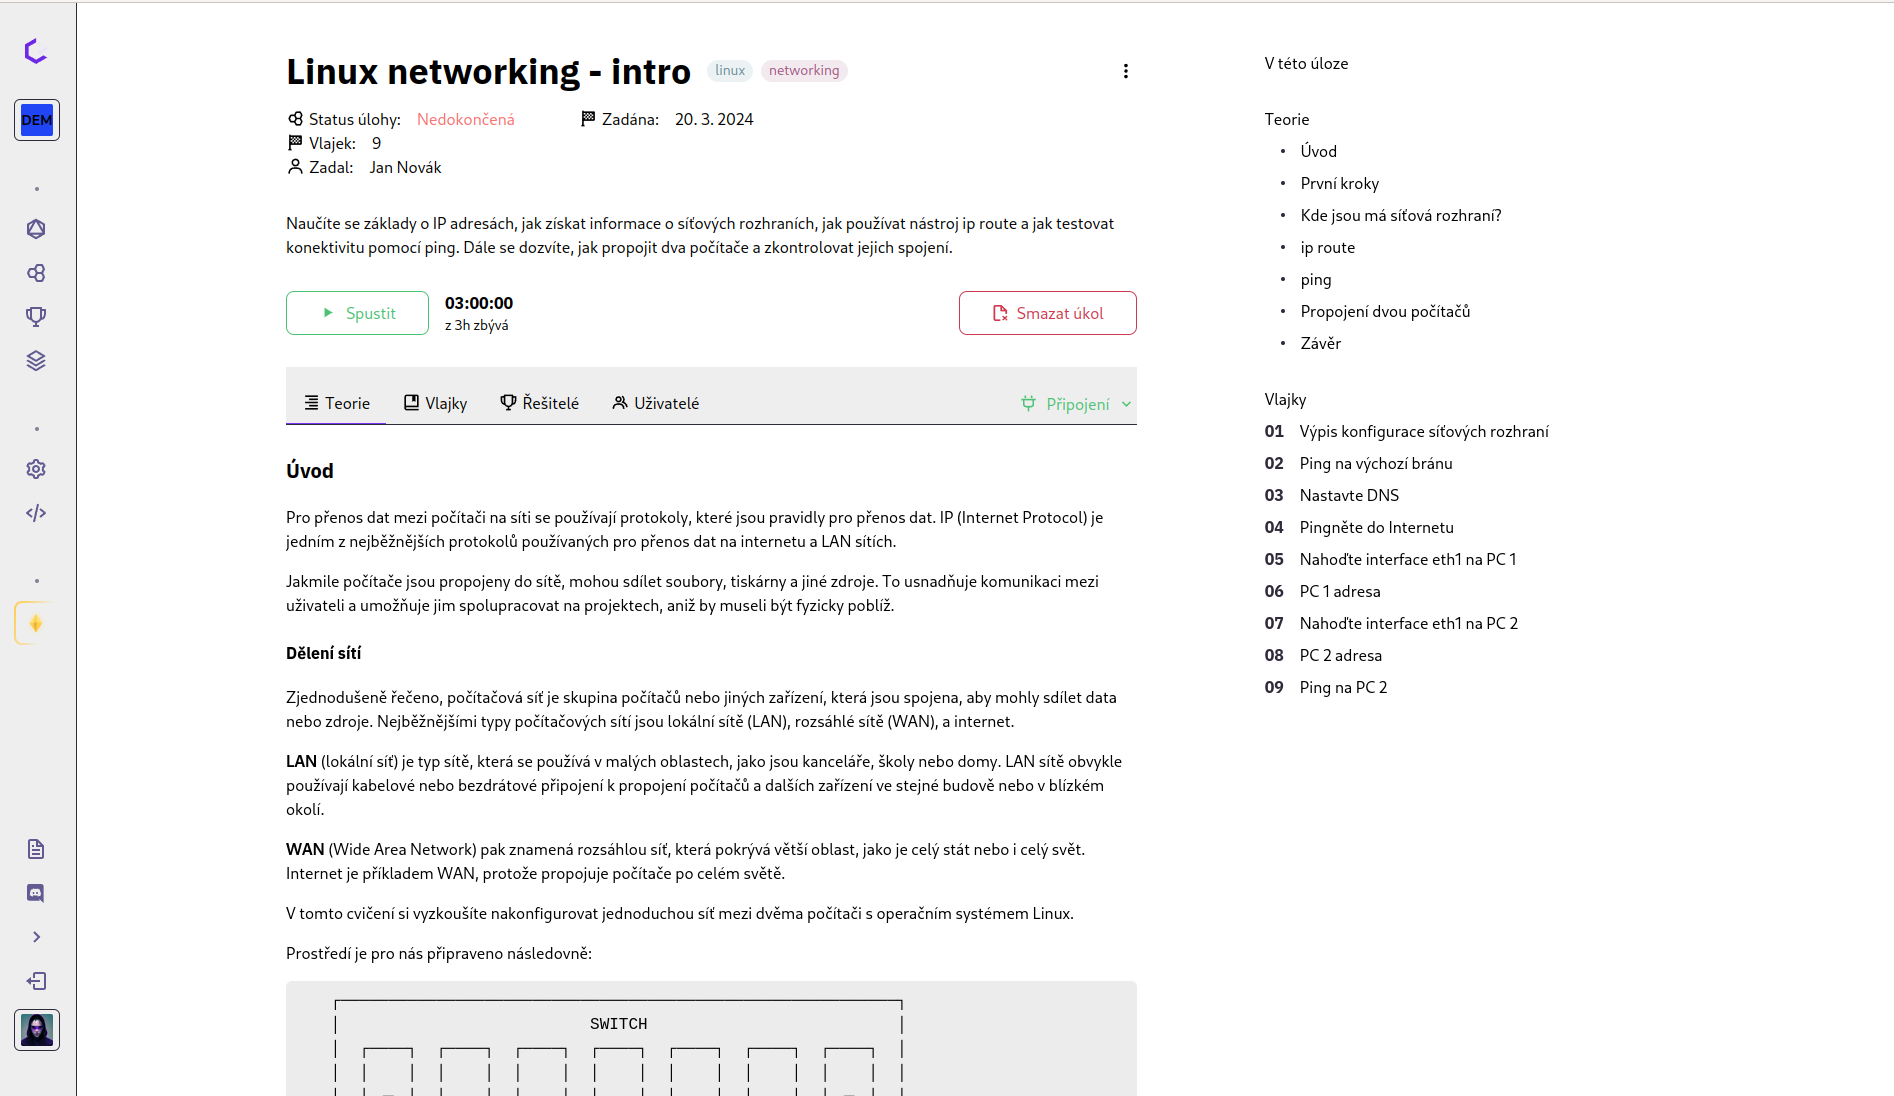 DEM
Linux networking - intro linux networking
Status úlohy: Nedokončená Zadána: 20. 3. 2024
Vlajek: 9
Zadal: Jan Novák
Naučíte se základy o IP adresách, jak získat informace o síťových rozhraních, jak používat nástroj ip route a jak testovat
konektivitu pomocí ping. Dále se dozvíte, jak propojit dva počítače a zkontrolovat jejich spojení.
Spustit
03:00:00
z 3h zbývá
Smazat úkol
Teorie Vlajky Řešitelé Uživatelé Připojení
Úvod
Pro přenos dat mezi počítači na síti se používají protokoly, které jsou pravidly pro přenos dat. IP (Internet Protocol) je
jedním z nejběžnějších protokolů používaných pro přenos dat na internetu a LAN sítích.
Jakmile počítače jsou propojeny do sítě, mohou sdílet soubory, tiskárny a jiné zdroje. To usnadňuje komunikaci mezi
uživateli a umožňuje jim spolupracovat na projektech, aniž by museli být fyzicky poblíž.
Dělení sítí
Zjednodušeně řečeno, počítačová síť je skupina počítačů nebo jiných zařízení, která jsou spojena, aby mohly sdílet data
nebo zdroje. Nejběžnějšími typy počítačových sítí jsou lokální sítě (LAN), rozsáhlé sítě (WAN), a internet.
LAN (lokální síť) je typ sítě, která se používá v malých oblastech, jako jsou kanceláře, školy nebo domy. LAN sítě obvykle
používají kabelové nebo bezdrátové připojení k propojení počítačů a dalších zařízení ve stejné budově nebo v blízkém
okolí.
WAN (Wide Area Network) pak znamená rozsáhlou síť, která pokrývá větší oblast, jako je celý stát nebo i celý svět.
Internet je příkladem WAN, protože propojuje počítače po celém světě.
V tomto cvičení si vyzkoušíte nakonfigurovat jednoduchou síť mezi dvěma počítači s operačním systémem Linux.
Prostředí je pro nás připraveno následovně:
SWITCH
V této úloze
Teorie
• Úvod
• První kroky
• Kde jsou má síťová rozhraní?
• ip route
• ping
• Propojení dvou počítačů
• Závěr
Vlajky
01 Výpis konfigurace síťových rozhraní
02 Ping na výchozí bránu
03 Nastavte DNS
04 Pingněte do Internetu
05 Nahoďte interface eth1 na PC 1
06 PC 1 adresa
07 Nahoďte interface eth1 na PC 2
08 PC 2 adresa
09 Ping na PC 2